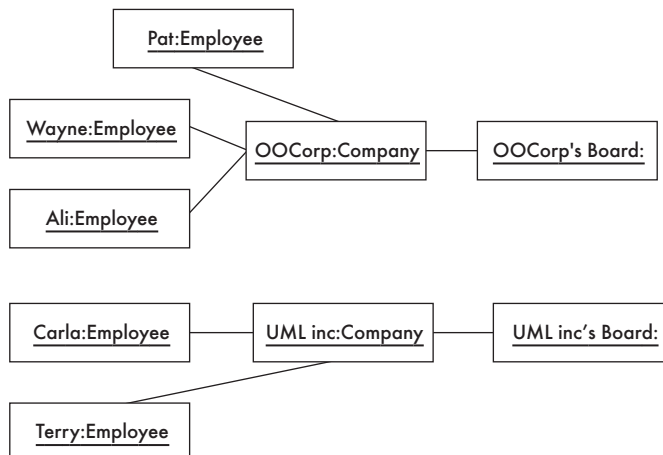 Pat:Employee
Wayne:Employee
OOCorp:Company
OOCorp's Board:
Ali:Employee
Carla:Employee
UML inc:Company
UML inc’s Board:
Terry:Employee